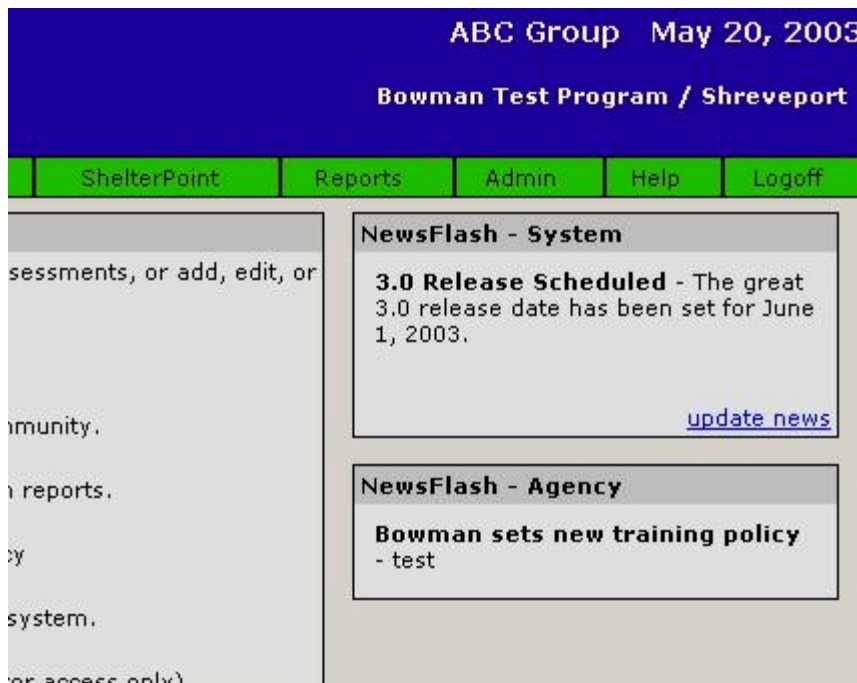 ABC Group May 20, 2003
Bowman Test Program / Shreveport
ShelterPoint Reports Admin Help Logoff
sessments, or add, edit, or
munity.
reports.
system.
access only)
NewsFlash - System
3.0 Release Scheduled - The great
3.0 release date has been set for June
1, 2003.
update news
NewsFlash - Agency
Bowman sets new training policy
- test